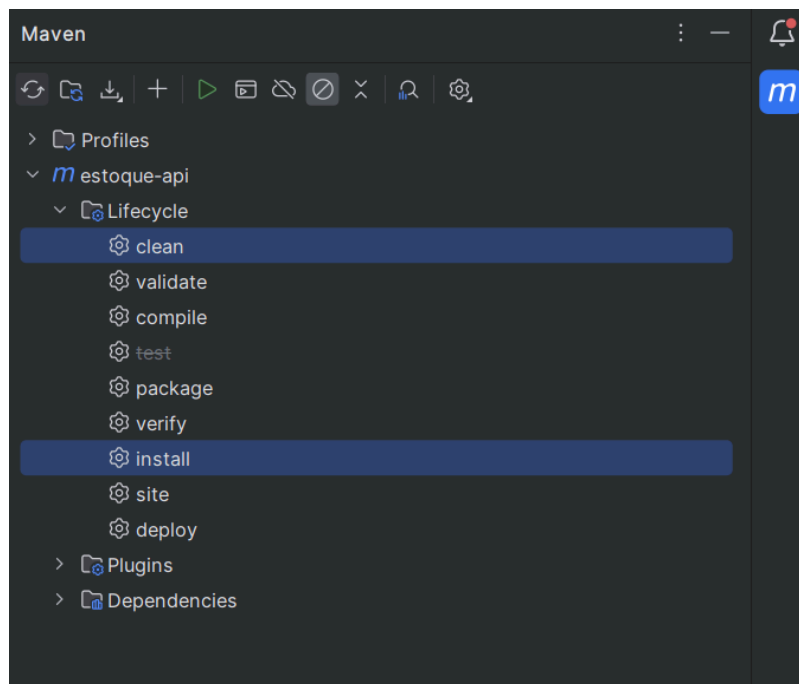 Maven
m
Profiles
m estoque-api
Lifecycle
clean
validate
compile
test
package
verify
install
site
deploy
Plugins
Dependencies